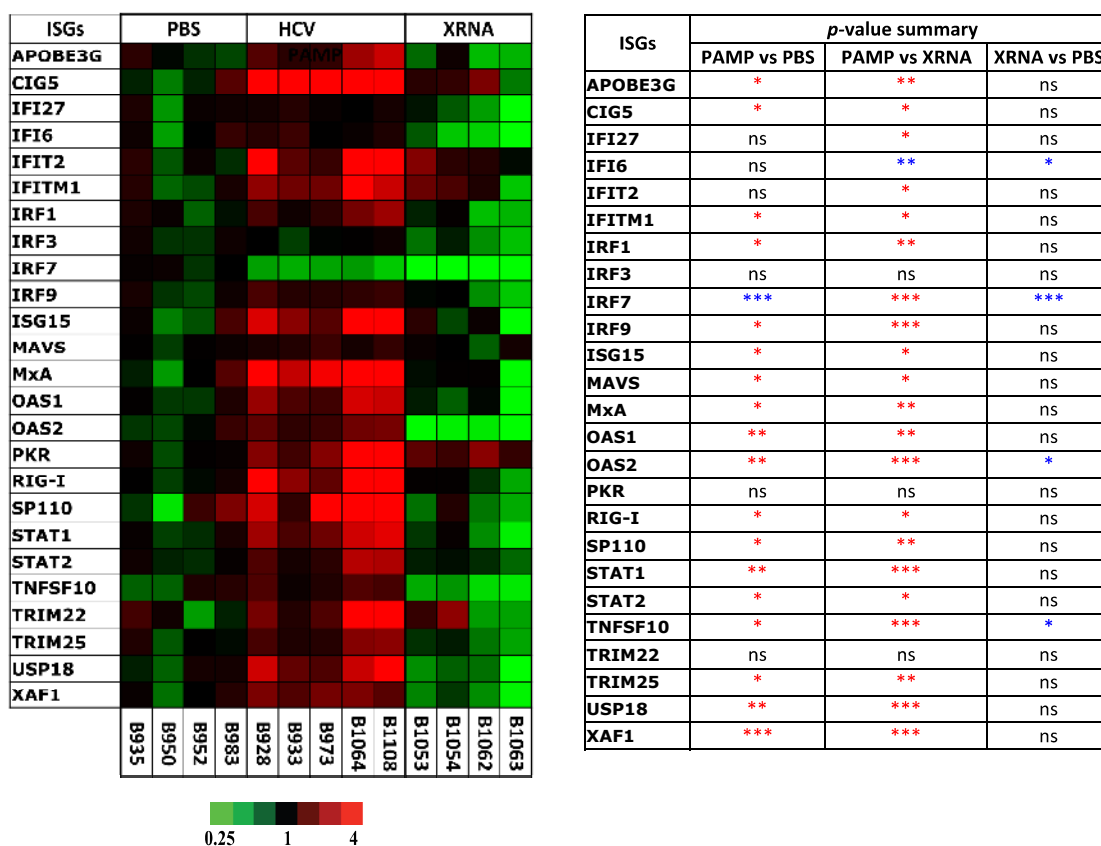 ISGs PBS HCV XRNA
PAMP
APOBE3G
CIG5
IFI27
IFI6
IFIT2
IFITM1
IRF1
IRF3
IRF7
IRF9
ISG15
MAVS
MxA
OAS1
OAS2
PKR
RIG-I
SP110
STAT1
STAT2
TNFSF10
TRIM22
TRIM25
USP18
XAF1
B935 B950 B952 B983 B928 B933 B973 B1064 B1108 B1053 B1054 B1062 B1063
0.25 1 4
ISGs p-value summary
PAMP vs PBS PAMP vs XRNA XRNA vs PBS
APOBE3G * ** ns
CIG5 * * ns
IFI27 ns * ns
IFI6 ns ** *
IFIT2 ns * ns
IFITM1 * * ns
IRF1 * ** ns
IRF3 ns ns ns
IRF7 *** *** ***
IRF9 * *** ns
ISG15 * * ns
MAVS * * ns
MxA * ** ns
OAS1 ** ** ns
OAS2 ** *** *
PKR ns ns ns
RIG-I * * ns
SP110 * ** ns
STAT1 ** *** ns
STAT2 * * ns
TNFSF10 * *** *
TRIM22 ns ns ns
TRIM25 * ** ns
USP18 ** *** ns
XAF1 *** *** ns